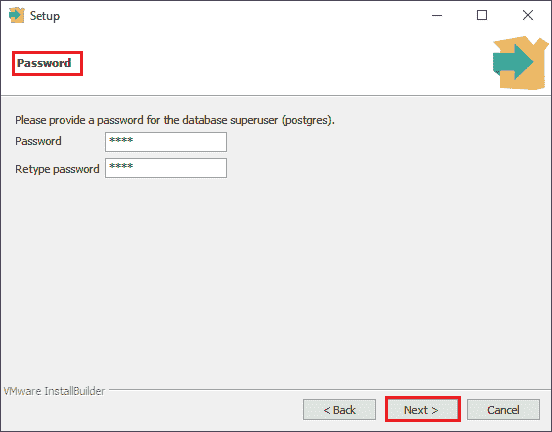 Setup
Password
Please provide a password for the database superuser (postgres).
Password ****
Retype password ****
VMware InstallBuilder
< Back Next > Cancel